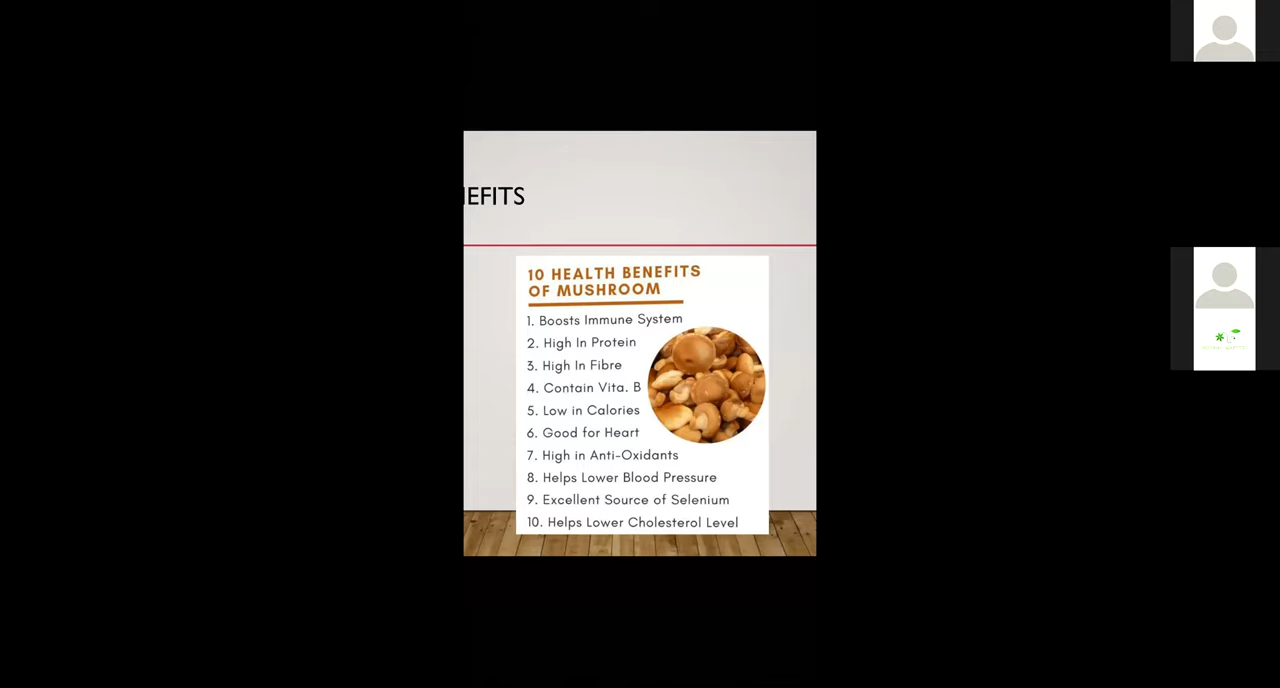 EFITS
10 HEALTH BENEFITS
OF MUSHROOM
1. Boosts Immune System
2. High In Protein
3. High In Fibre
4. Contain Vita. B
5. Low in Calories
6. Good for Heart
7. High in Anti-Oxidants
8. Helps Lower Blood Pressure
9. Excellent Source of Selenium
10. Helps Lower Cholesterol Level